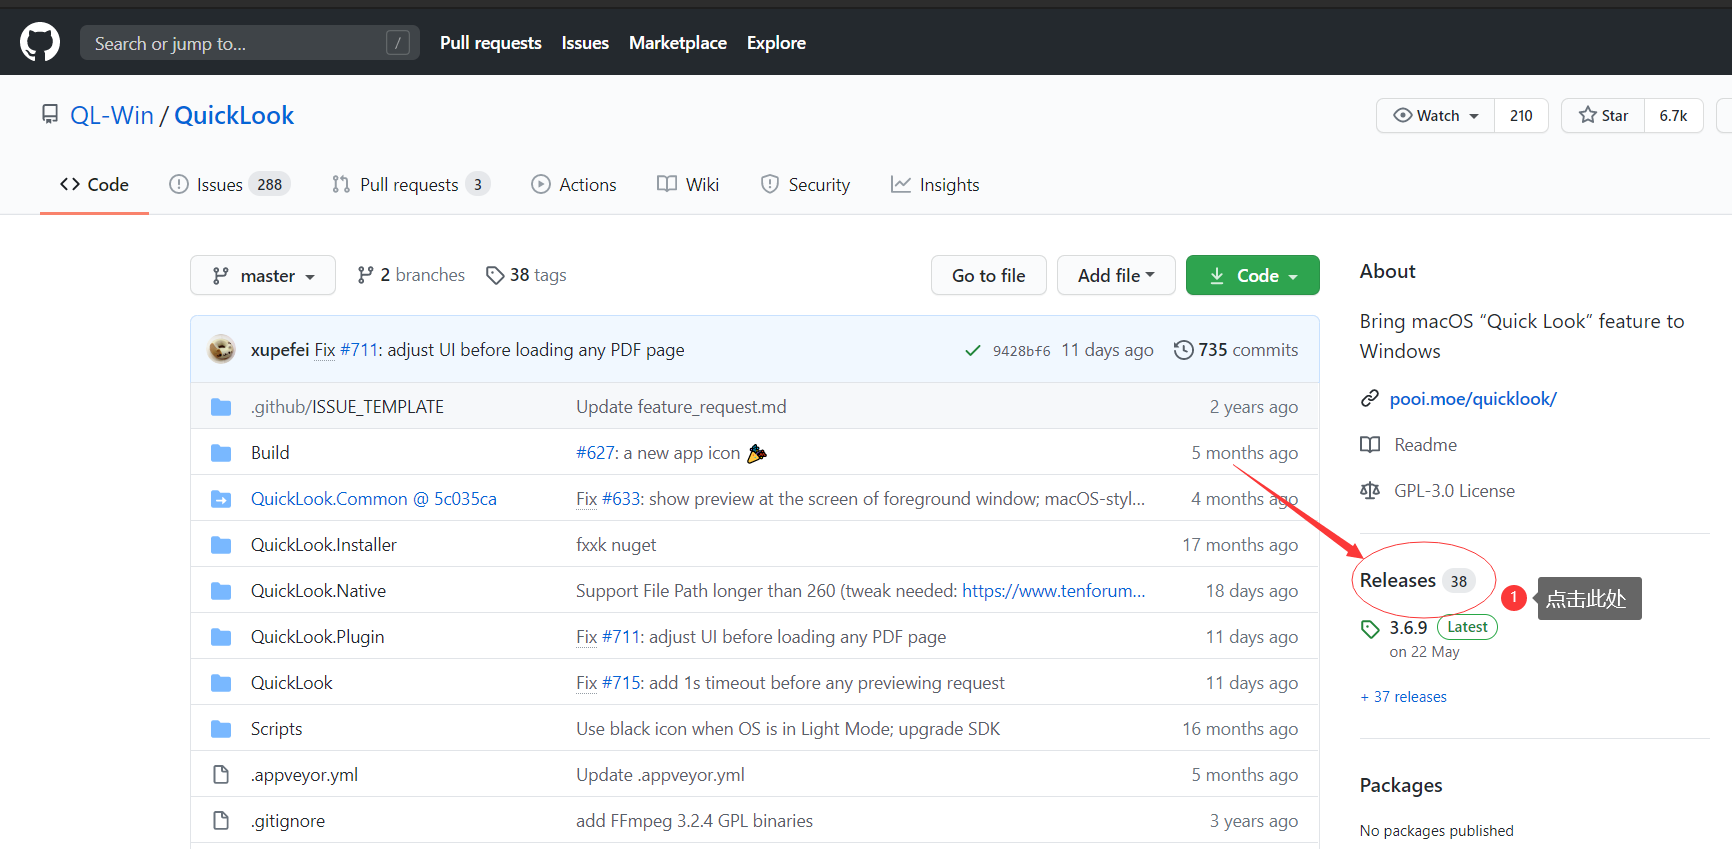 Search or jump to... /
Pull requests Issues Marketplace Explore
QL-Win / QuickLook
Watch 210 Star 6.7k
Code Issues 288 Pull requests 3 Actions Wiki Security Insights
master 2 branches 38 tags Go to file Add file Code
xupefei Fix #711: adjust UI before loading any PDF page 9428bf6 11 days ago 735 commits
.github/ISSUE_TEMPLATE Update feature_request.md 2 years ago
Build #627: a new app icon 5 months ago
QuickLook.Common @ 5c035ca Fix #633: show preview at the screen of foreground window; macOS-styl... 4 months ago
QuickLook.Installer fxxk nuget 17 months ago
QuickLook.Native Support File Path longer than 260 (tweak needed: https://www.tenforum... 18 days ago
QuickLook.Plugin Fix #711: adjust UI before loading any PDF page 11 days ago
QuickLook Fix #715: add 1s timeout before any previewing request 11 days ago
Scripts Use black icon when OS is in Light Mode; upgrade SDK 16 months ago
.appveyor.yml Update .appveyor.yml 5 months ago
.gitignore add FFmpeg 3.2.4 GPL binaries 3 years ago
About
Bring macOS “Quick Look” feature to
Windows
pooi.moe/quicklook/
Readme
GPL-3.0 License
Releases 38
1 点击此处
3.6.9 Latest
on 22 May
+ 37 releases
Packages
No packages published